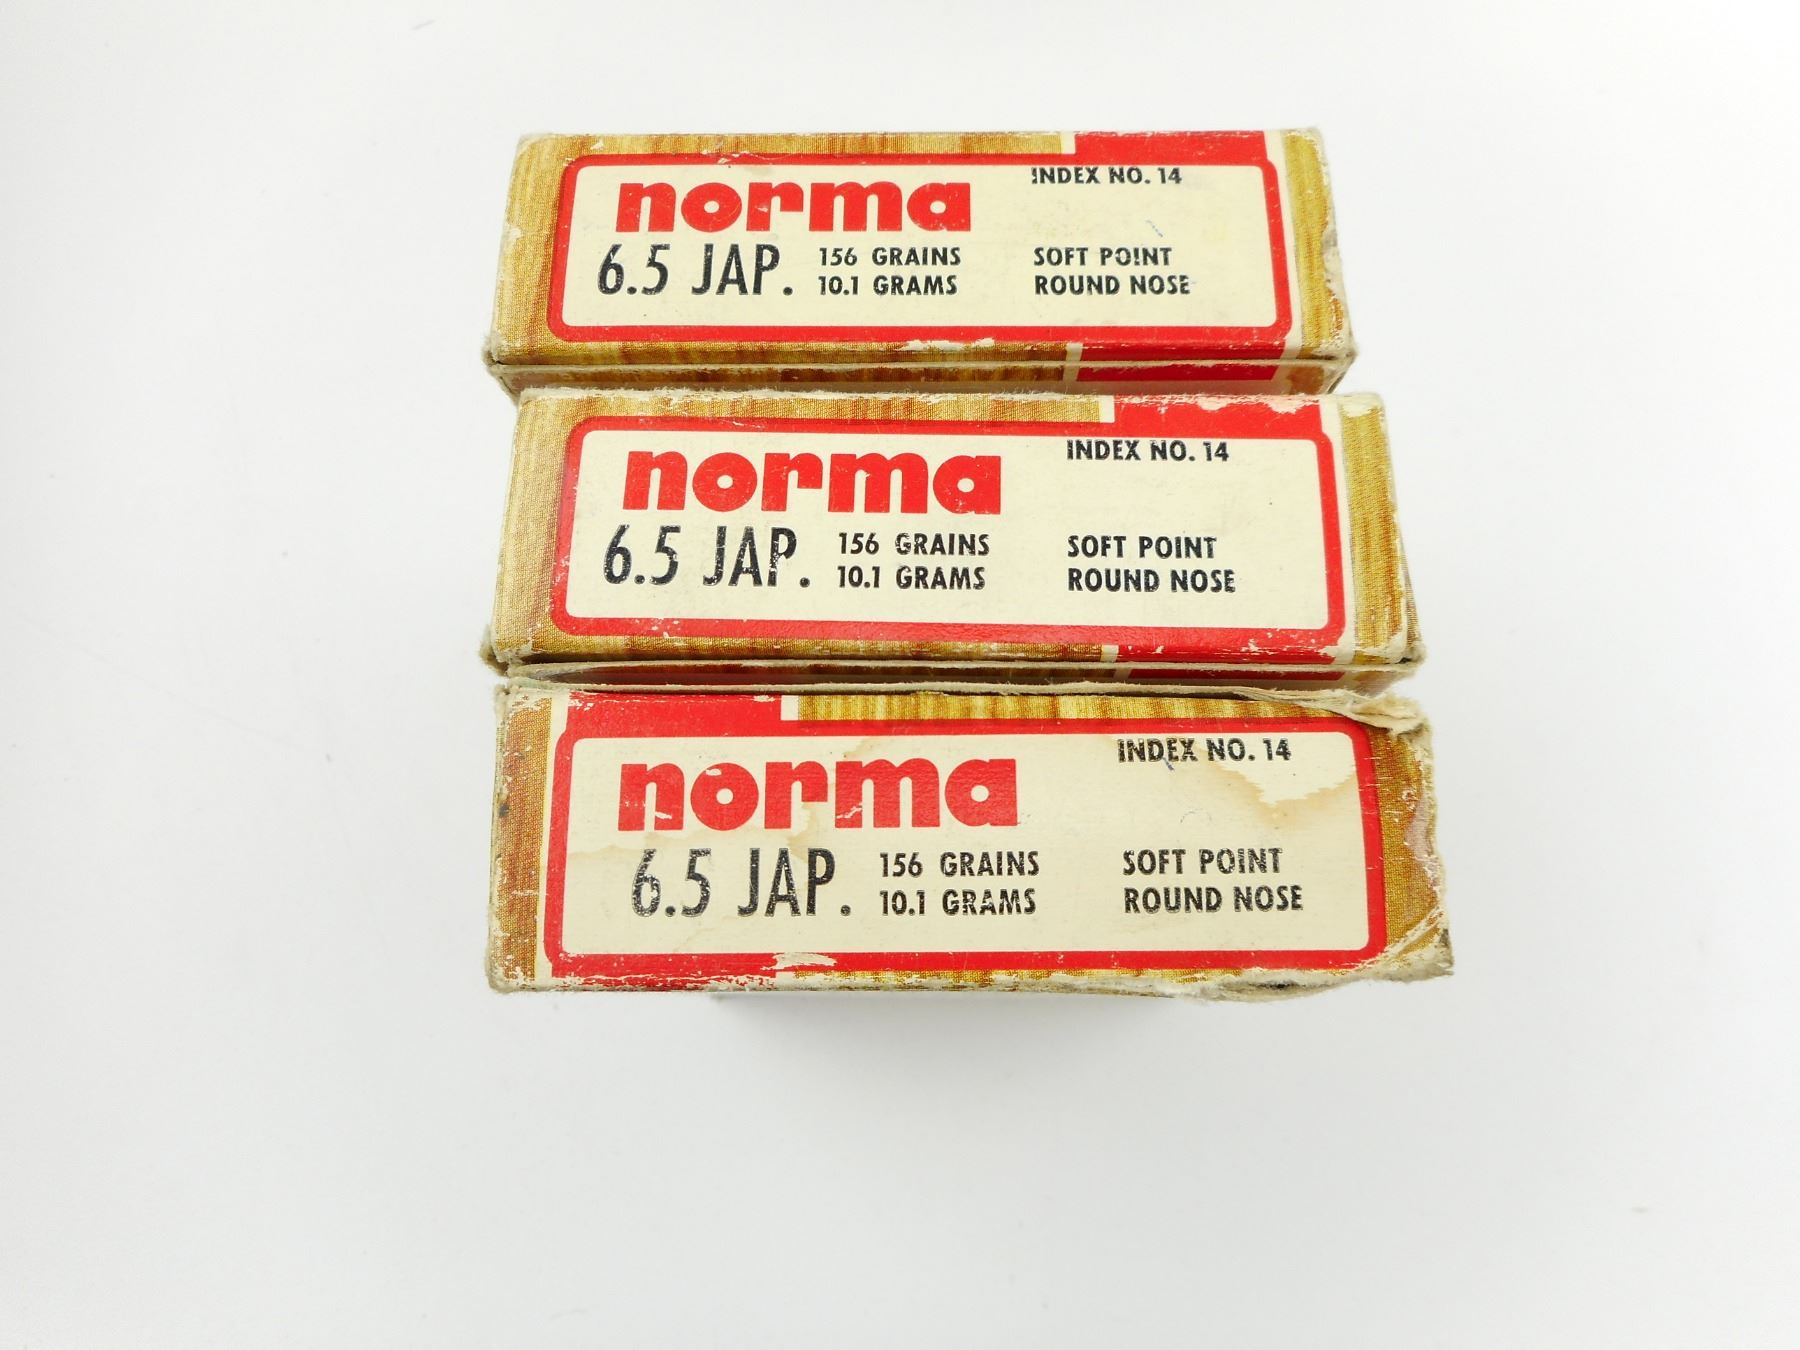 norma
INDEX NO. 14
6.5 JAP.
156 GRAINS
10.1 GRAMS
SOFT POINT
ROUND NOSE
norma
INDEX NO. 14
6.5 JAP.
156 GRAINS
10.1 GRAMS
SOFT POINT
ROUND NOSE
norma
INDEX NO. 14
6.5 JAP.
156 GRAINS
10.1 GRAMS
SOFT POINT
ROUND NOSE